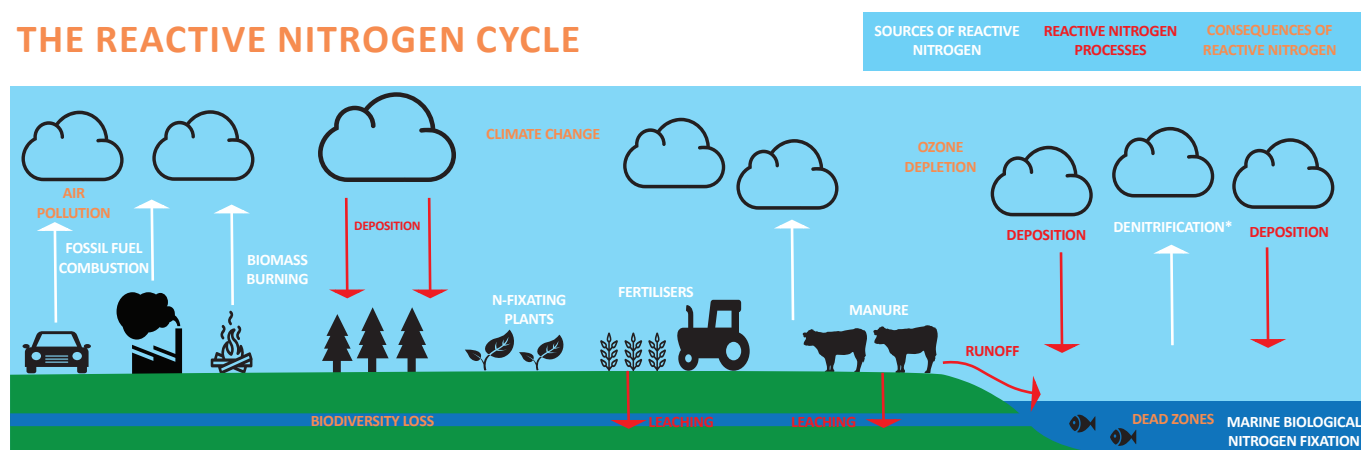 THE REACTIVE NITROGEN CYCLE
SOURCES OF REACTIVE
NITROGEN
REACTIVE NITROGEN
PROCESSES
CONSEQUENCES OF
REACTIVE NITROGEN
AIR
POLLUTION
FOSSIL FUEL
COMBUSTION
BIOMASS
BURNING
DEPOSITION
CLIMATE CHANGE
N-FIXATING
PLANTS
FERTILISERS
MANURE
OZONE
DEPLETION
DEPOSITION
DENITRIFICATION*
DEPOSITION
RUNOFF
BIODIVERSITY LOSS
LEACHING
LEACHING
DEAD ZONES
MARINE BIOLOGICAL
NITROGEN FIXATION